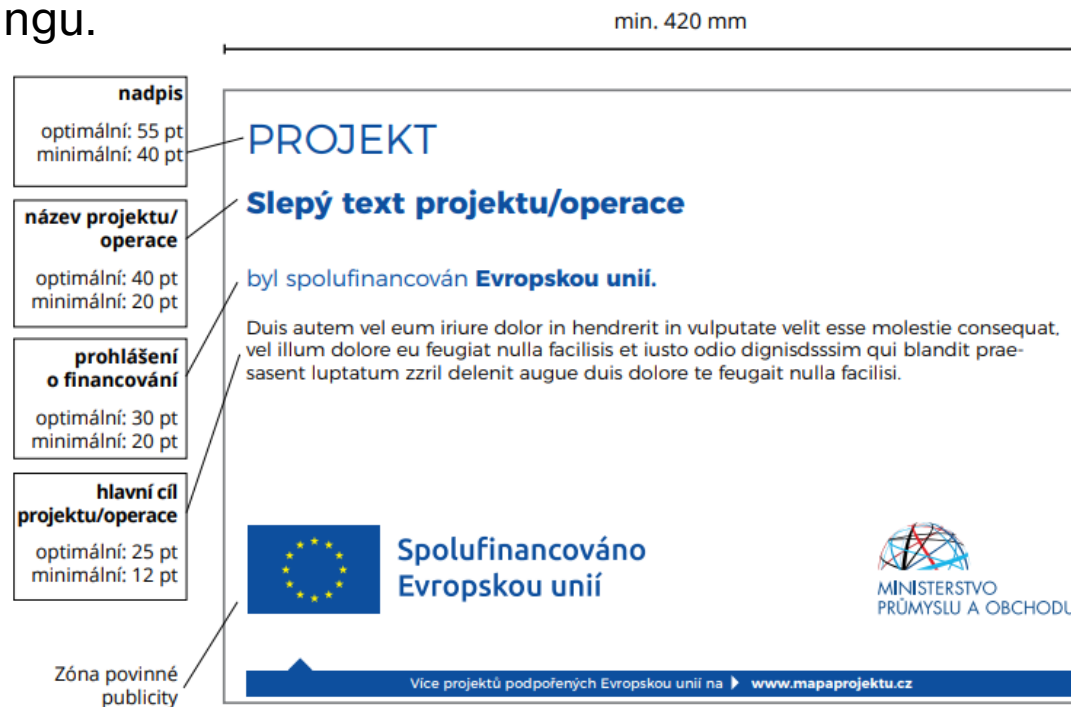 ngu.
min. 420 mm
nadpis
optimální: 55 pt
minimální: 40 pt
název projektu/
operace
optimální: 40 pt
minimální: 20 pt
prohlášení
o financování
optimální: 30 pt
minimální: 20 pt
hlavní cíl
projektu/operace
optimální: 25 pt
minimální: 12 pt
Zóna povinné
publicity
PROJEKT
Slepý text projektu/operace
byl spolufinancován Evropskou unií.
Duis autem vel eum iriure dolor in hendrerit in vulputate velit esse molestie consequat,
vel illum dolore eu feugiat nulla facilisis et iusto odio dignisdsssim qui blandit prae-
sasent luptatum zzril delenit augue duis dolore te feugait nulla facilisi.
Spolufinancováno
Evropskou unií
MINISTERSTVO
PRŮMYSLU A OBCHODU
Více projektů podpořených Evropskou unií na www.mapaprojektu.cz